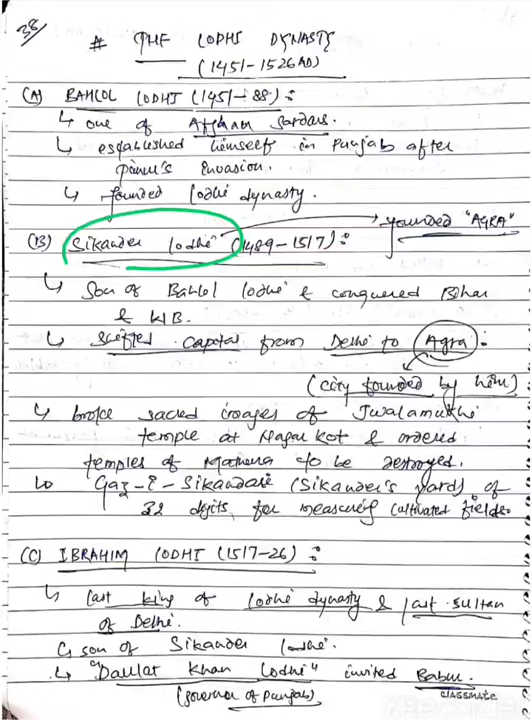 38
# THE LODHI DYNASTY
(1451-1526AD)
(A) BAHLOL LODHI (1451-88):
↳ one of Afghan Sardars.
↳ established himself in Punjab after
Timur's Invasion.
↳ founded Lodhi dynasty.
(B) Sikander Lodhi (1489-1517): → founded "AGRA"
↳ Son of Bahlol Lodhi & conquered Bihar
& WB.
↳ shifted capital from Delhi to Agra:
(city founded by him)
↳ broke sacred images of Jwalamukhi
temple at Nagar Kot & ordered
temples of Mathura to be destroyed.
↳ Gaz-E-Sikandari (Sikander's yard) of
32 digits for measuring cultivated fields.
(C) IBRAHIM LODHI (1517-26):
↳ Last king of Lodhi dynasty & last sultan
of Delhi.
↳ son of Sikander Lodhi.
↳ "Daulat Khan Lodhi" invited Babur.
(governor of Punjab)
CLASSMATE